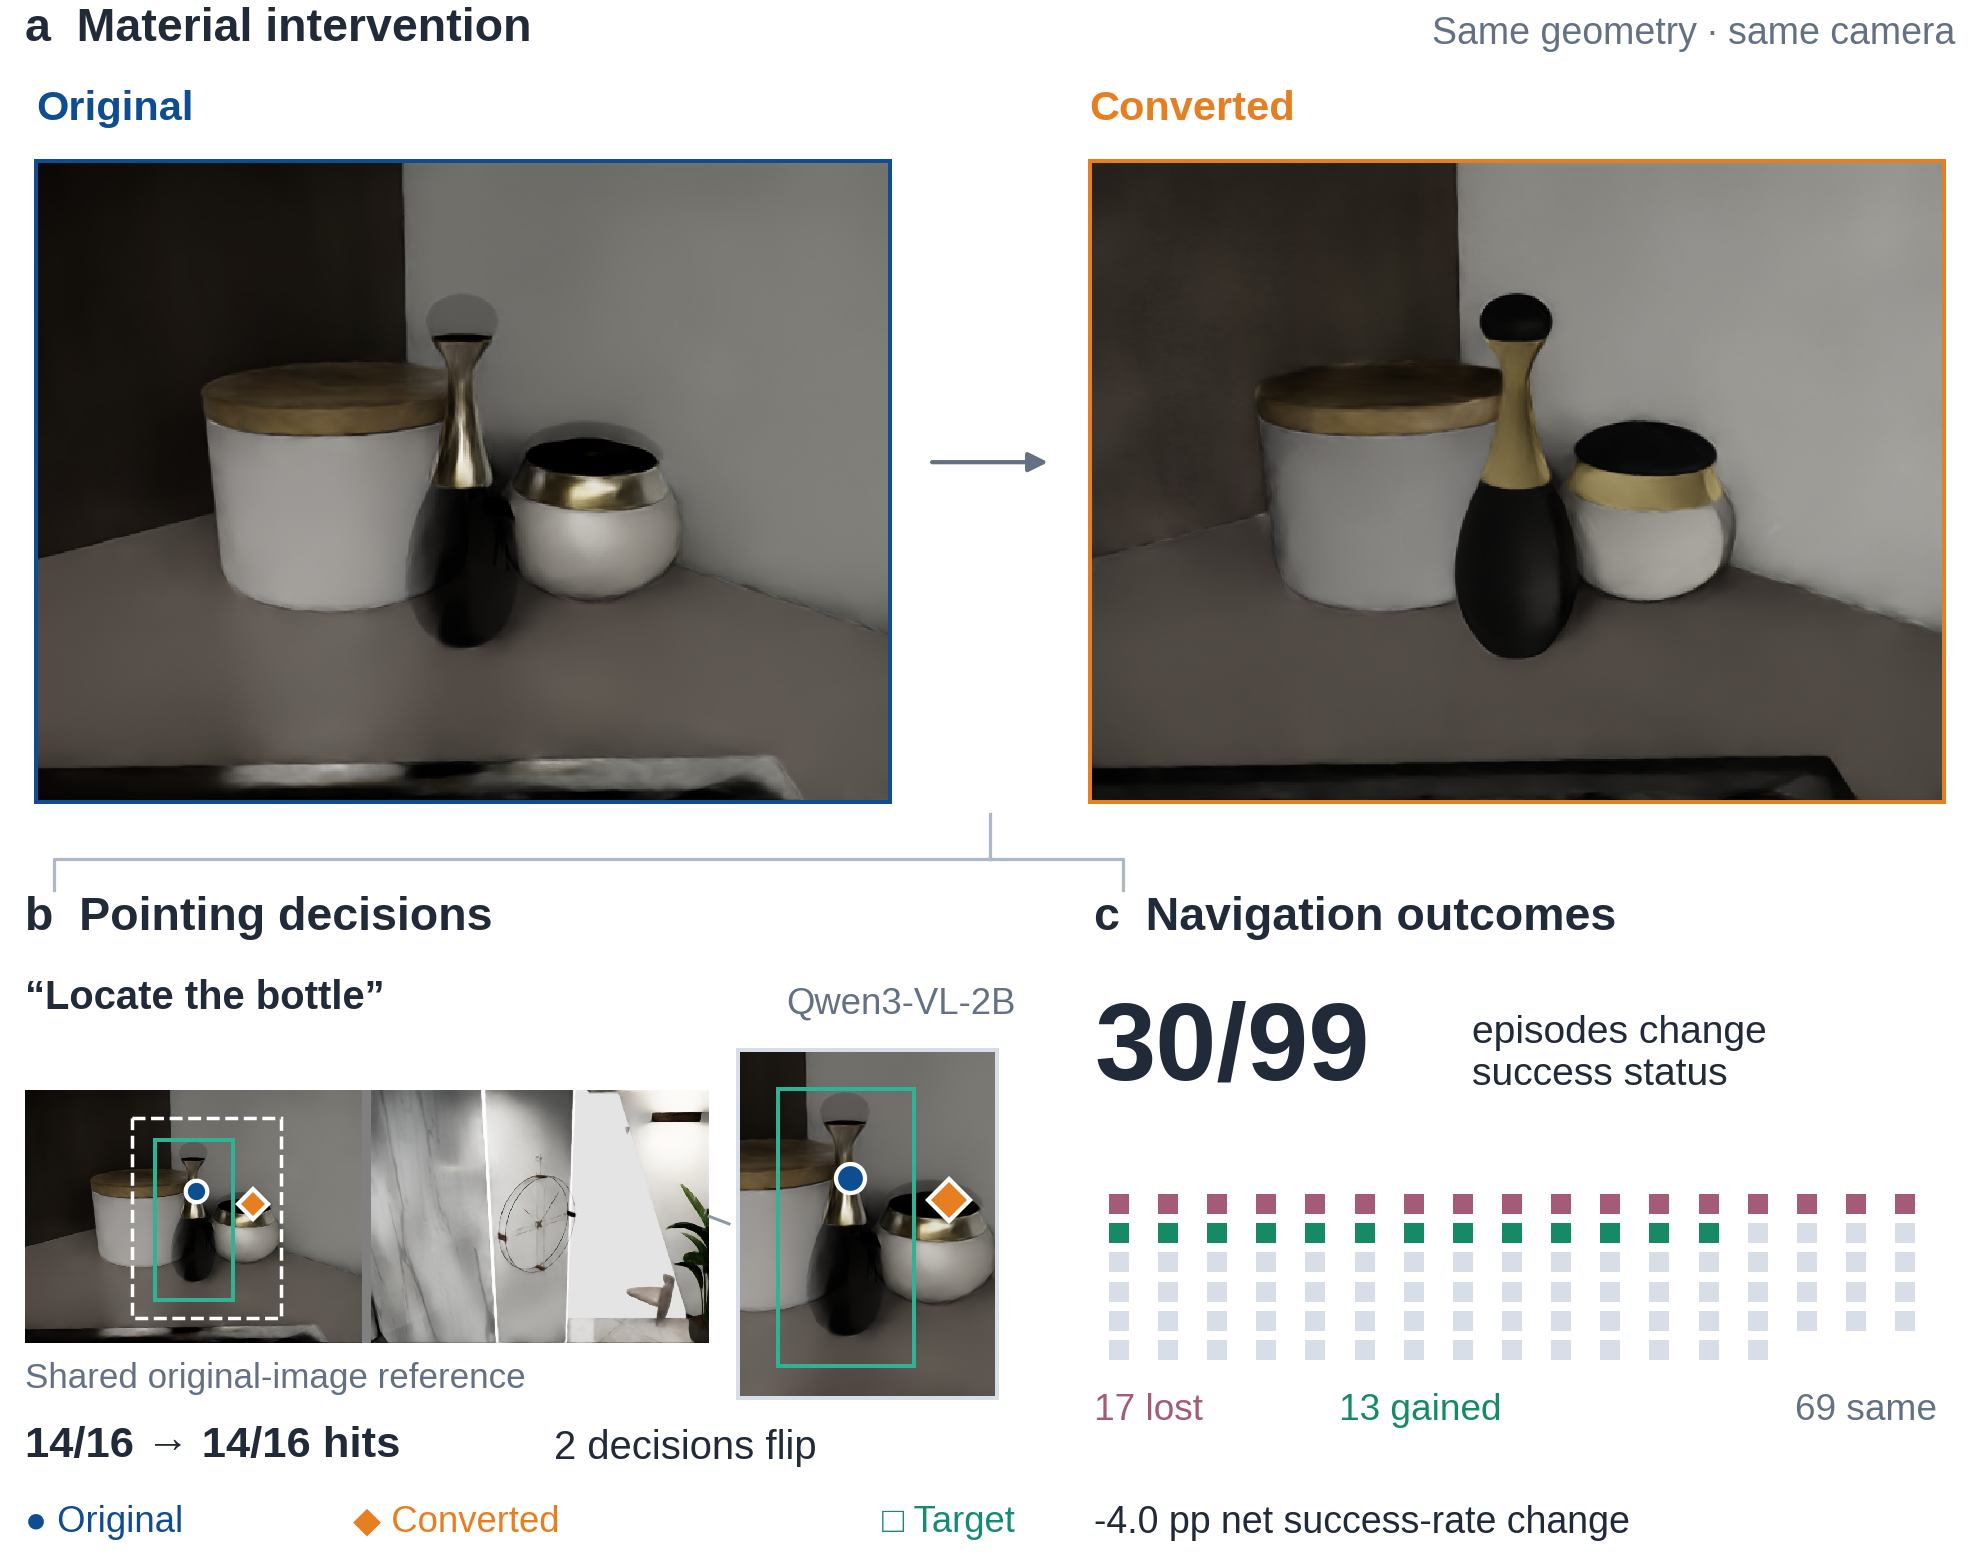 a Material intervention
Same geometry · same camera
Original
Converted
b Pointing decisions
“Locate the bottle”
Qwen3-VL-2B
Shared original-image reference
14/16 → 14/16 hits
2 decisions flip
● Original
◆ Converted
□ Target
c Navigation outcomes
30/99
episodes change
success status
17 lost
13 gained
69 same
-4.0 pp net success-rate change